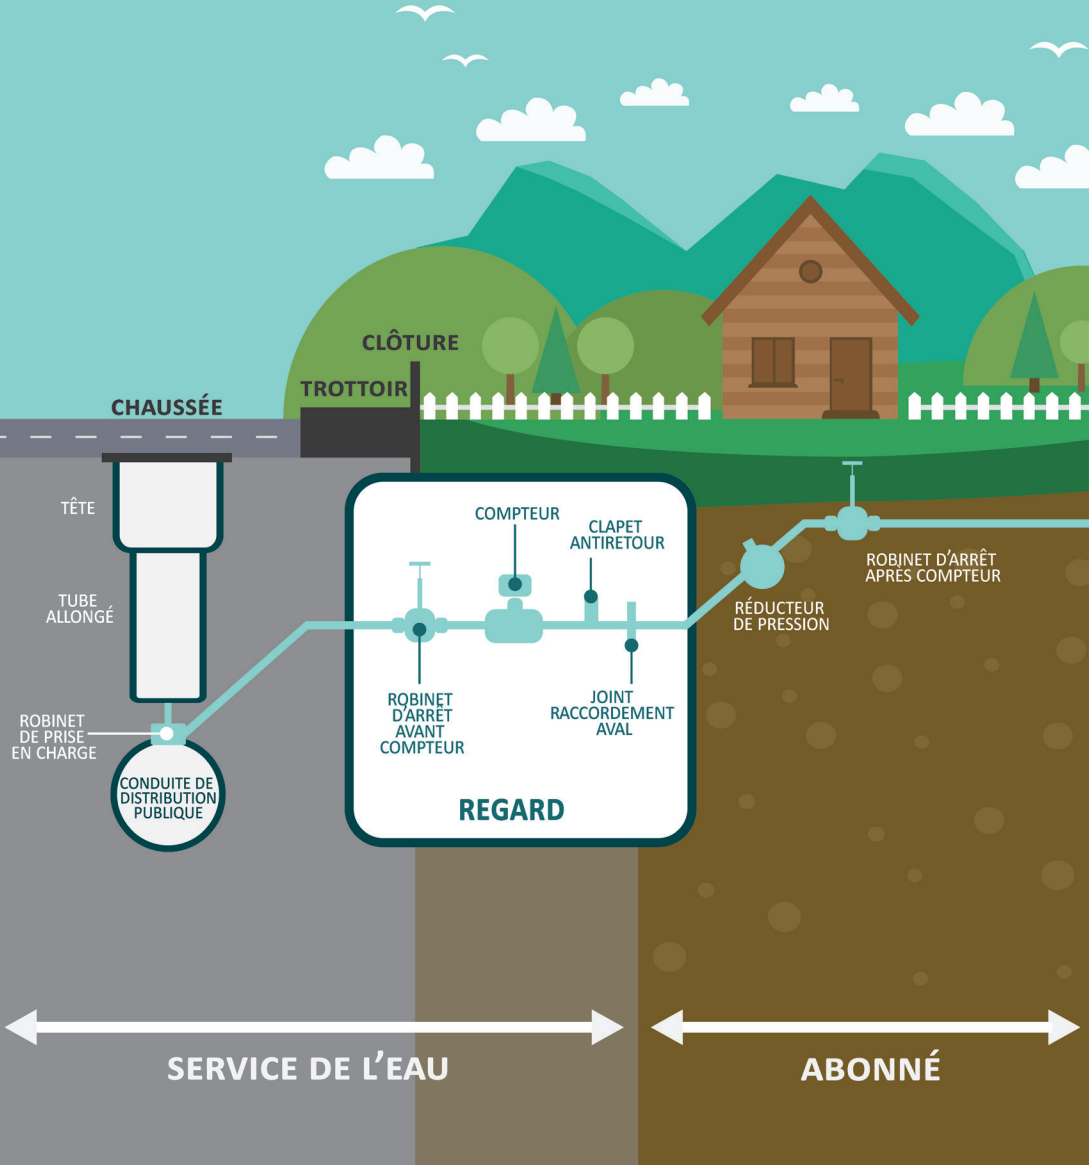 CLÔTURE
TROTTOIR
CHAUSSÉE
TÊTE
TUBE
ALLONGÉ
ROBINET
DE PRISE
EN CHARGE
CONDUITE DE
DISTRIBUTION
PUBLIQUE
COMPTEUR
CLAPET
ANTIRETOUR
ROBINET
D'ARRÊT
AVANT
COMPTEUR
JOINT
RACCORDEMENT
AVAL
REGARD
RÉDUCTEUR
DE PRESSION
ROBINET D'ARRÊT
APRÈS COMPTEUR
SERVICE DE L'EAU
ABONNÉ